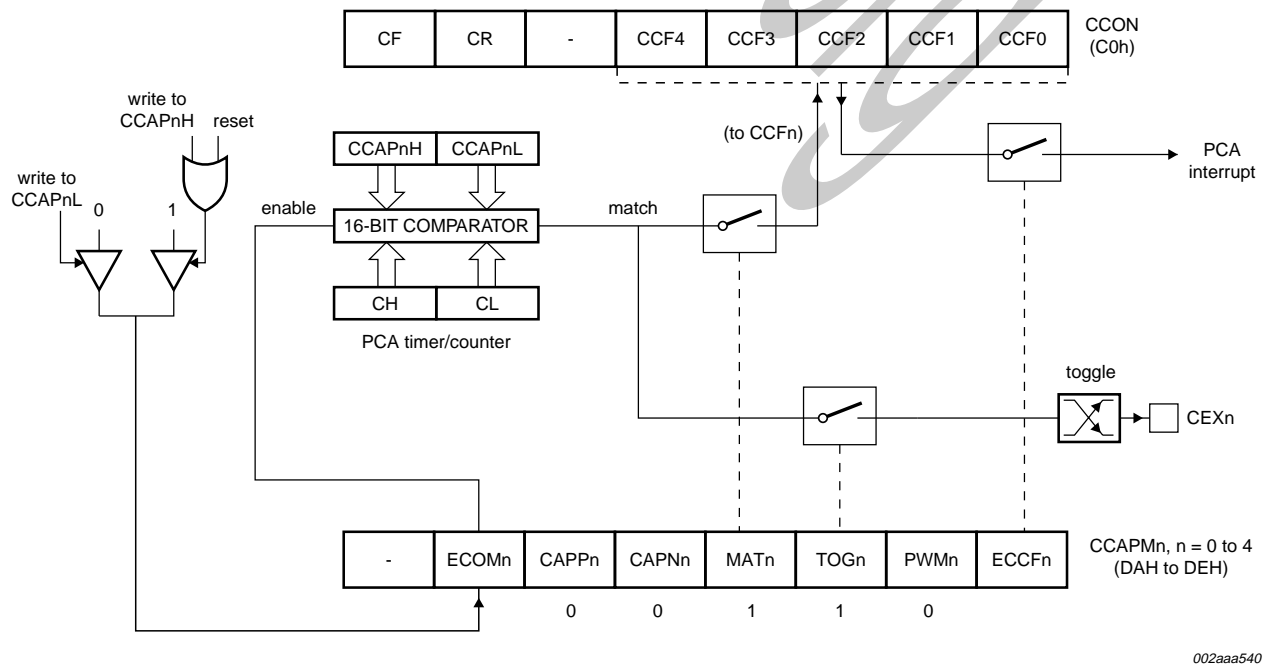 CF CR - CCF4 CCF3 CCF2 CCF1 CCF0
CCON
(C0h)
write to
CCAPnH
reset
write to
CCAPnL
0
1
enable
CCAPnH CCAPnL
16-BIT COMPARATOR
CH CL
PCA timer/counter
match
(to CCFn)
PCA
interrupt
toggle
CEXn
- ECOMn CAPPn CAPNn MATn TOGn PWMn ECCFn
CCAPMn, n = 0 to 4
(DAH to DEH)
0 0 1 1 0
002aaa540